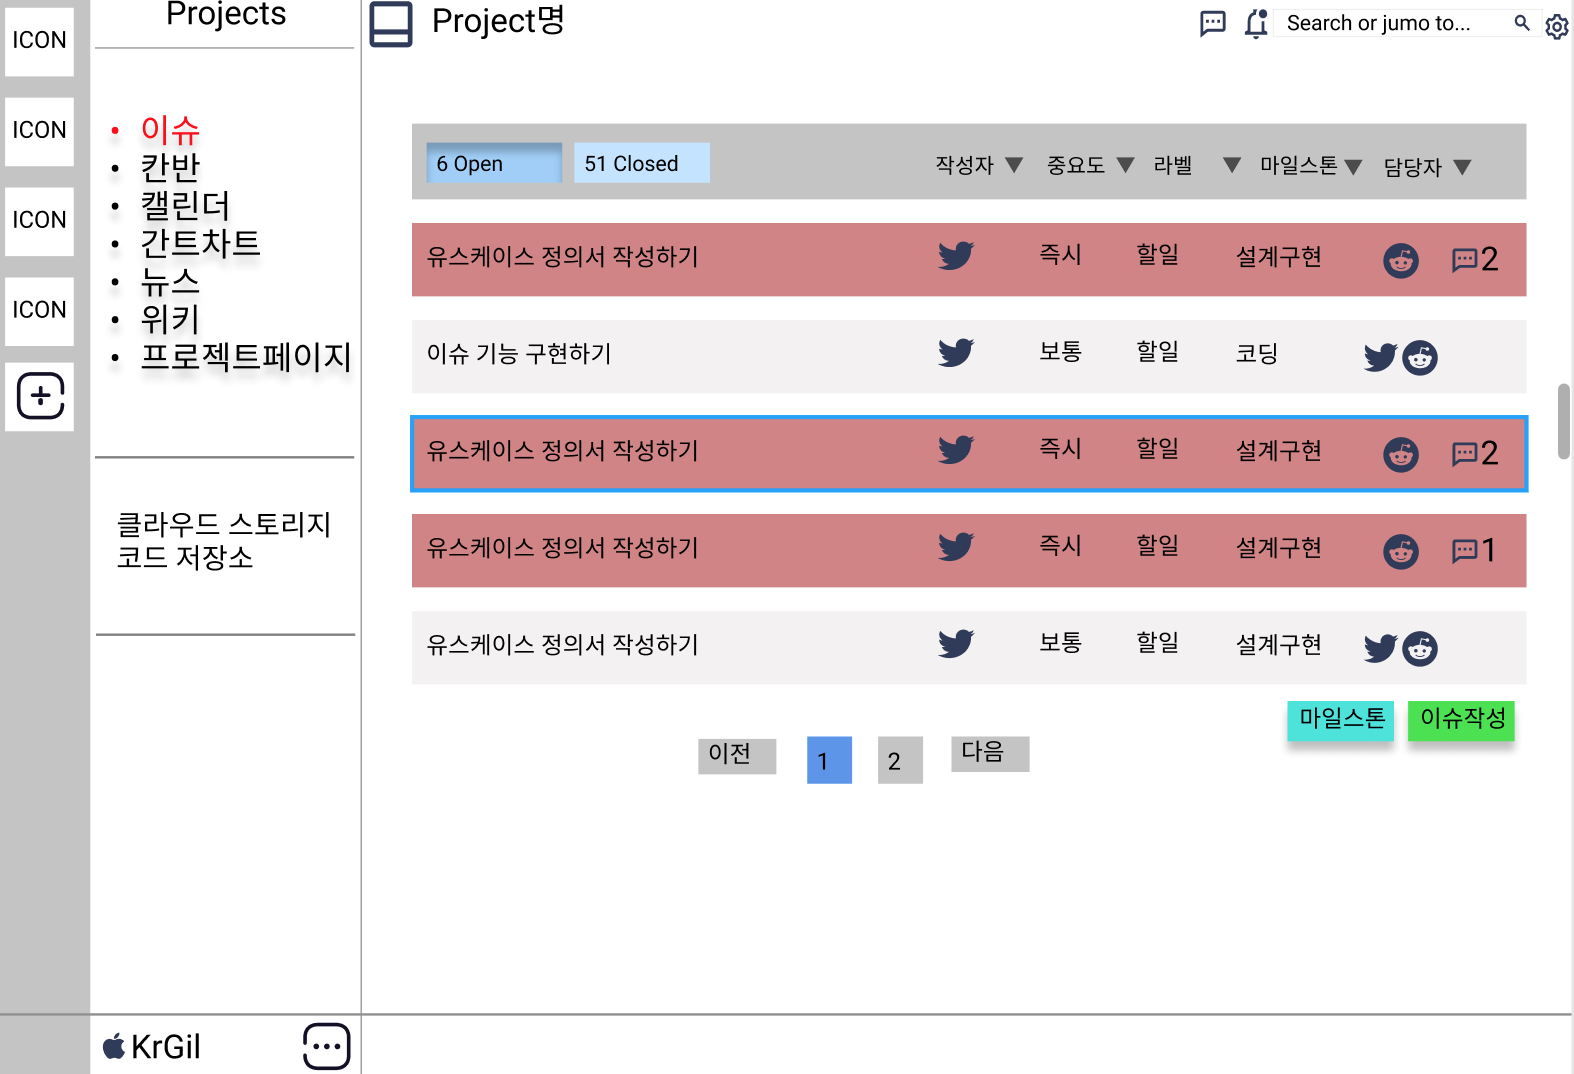 ICON
ICON
ICON
ICON
Projects
• 이슈
• 칸반
• 캘린더
• 간트차트
• 뉴스
• 위키
• 프로젝트페이지
클라우드 스토리지
코드 저장소
KrGil
Project명
Search or jumo to...
6 Open 51 Closed 작성자 ▼ 중요도 ▼ 라벨 ▼ 마일스톤 ▼ 담당자 ▼
유스케이스 정의서 작성하기 즉시 할일 설계구현 2
이슈 기능 구현하기 보통 할일 코딩
유스케이스 정의서 작성하기 즉시 할일 설계구현 2
유스케이스 정의서 작성하기 즉시 할일 설계구현 1
유스케이스 정의서 작성하기 보통 할일 설계구현
마일스톤 이슈작성
이전 1 2 다음